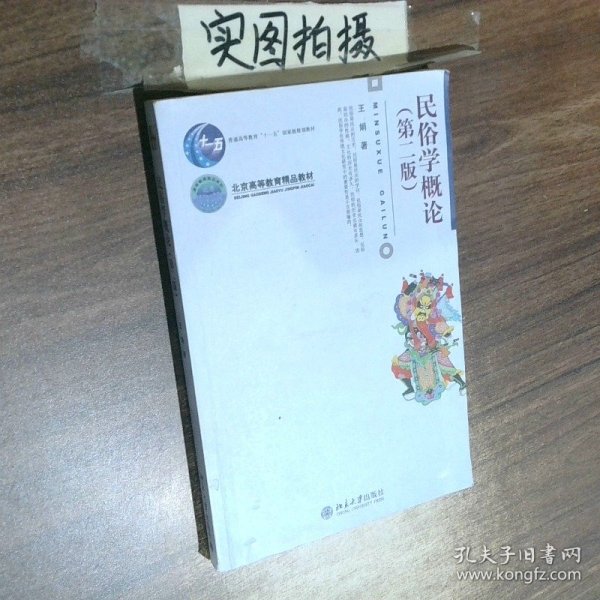 实图拍摄
十一五
普通高等教育“十一五”国家级规划教材
北京高等教育精品教材
BEIJING GAODENG JIAOYU JINGPIN JIAOCAI
民俗学概论
(第二版)
MINSUXUE GAILUN
王娟 著
北京大学出版社
孔夫子旧书网
www.kongfz.com